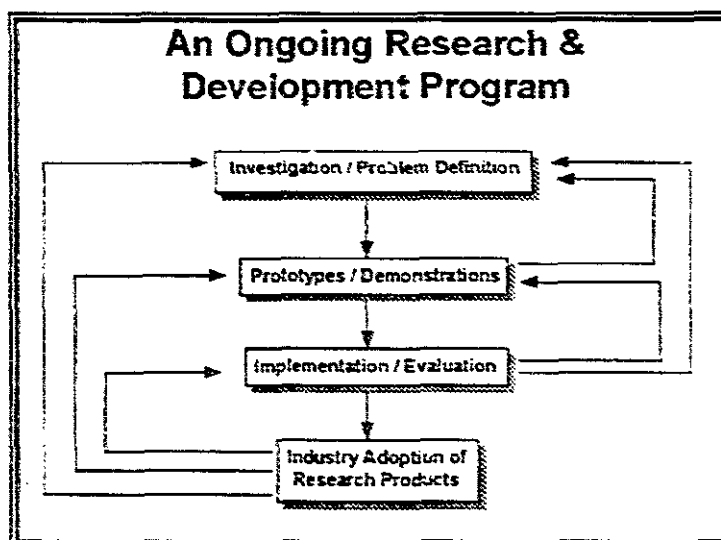 An Ongoing Research &
Development Program
Investigation / Problem Definition
Prototypes / Demonstrations
Implementation / Evaluation
Industry Adoption of
Research Products